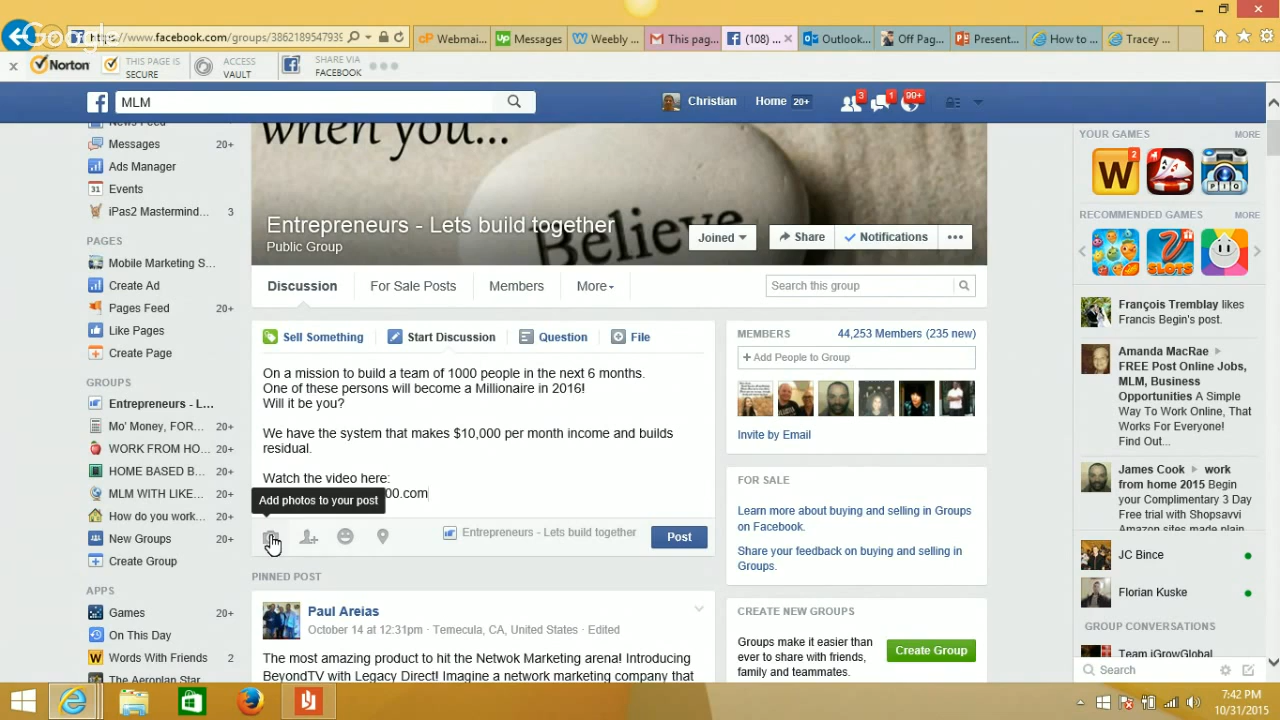 Google
https://www.facebook.com/groups/3862189547939
Webmai...
Messages
Weebly ...
This pag...
(108) ...
Outlook...
Off Pag...
Present...
How to ...
Tracey ...
Norton
THIS PAGE IS
SECURE
ACCESS
VAULT
SHARE VIA
FACEBOOK
MLM
Christian
Home 20+
3
1
99+
when you...
Believe
Entrepreneurs - Lets build together
Public Group
Joined
Share
Notifications
Discussion
For Sale Posts
Members
More
Search this group
News Feed
Messages 20+
Ads Manager
31 Events
iPas2 Mastermind... 3
PAGES
Mobile Marketing S...
Create Ad
Pages Feed 20+
Like Pages
Create Page
GROUPS
Entrepreneurs - L...
Mo' Money, FOR... 20+
WORK FROM HO... 20+
HOME BASED B... 20+
MLM WITH LIKE... 20+
How do you work... 20+
New Groups 20+
Create Group
APPS
Games 20+
On This Day
Words With Friends 2
The Aeroplan Star
Sell Something
Start Discussion
Question
File
On a mission to build a team of 1000 people in the next 6 months.
One of these persons will become a Millionaire in 2016!
Will it be you?
We have the system that makes $10,000 per month income and builds
residual.
Watch the video here:
00.com
Add photos to your post
Entrepreneurs - Lets build together
Post
PINNED POST
Paul Areias
October 14 at 12:31pm · Temecula, CA, United States · Edited
The most amazing product to hit the Netwok Marketing arena! Introducing
BeyondTV with Legacy Direct! Imagine a network marketing company that
MEMBERS
44,253 Members (235 new)
+ Add People to Group
Invite by Email
FOR SALE
Learn more about buying and selling in Groups
on Facebook.
Share your feedback on buying and selling in
Groups.
CREATE NEW GROUPS
Groups make it easier than
ever to share with friends,
family and teammates.
Create Group
YOUR GAMES
MORE
W
2
RECOMMENDED GAMES
MORE
SLOTS
François Tremblay likes
Francis Begin's post.
Amanda MacRae
FREE Post Online Jobs,
MLM, Business
Opportunities A Simple
Way To Work Online, That
Works For Everyone!
Find Out...
James Cook work
from home 2015 Begin
your Complimentary 3 Day
Free trial with Shopsavvi
Amazon sites made plain
JC Bince
Florian Kuske
GROUP CONVERSATIONS
Team iGrowGlobal
Search
7:42 PM
10/31/2015